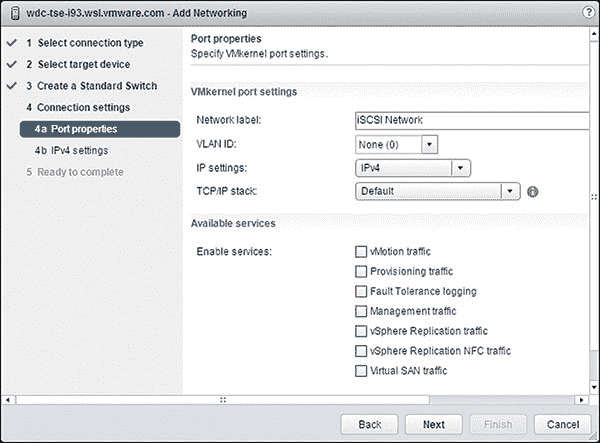 wdc-tse-i93.wsl.vmware.com - Add Networking
1 Select connection type
2 Select target device
3 Create a Standard Switch
4 Connection settings
4a Port properties
4b IPv4 settings
5 Ready to complete
Port properties
Specify VMkernel port settings.
VMkernel port settings
Network label: iSCSI Network
VLAN ID: None (0)
IP settings: IPv4
TCP/IP stack: Default
Available services
Enable services: vMotion traffic
Provisioning traffic
Fault Tolerance logging
Management traffic
vSphere Replication traffic
vSphere Replication NFC traffic
Virtual SAN traffic
Back Next Finish Cancel